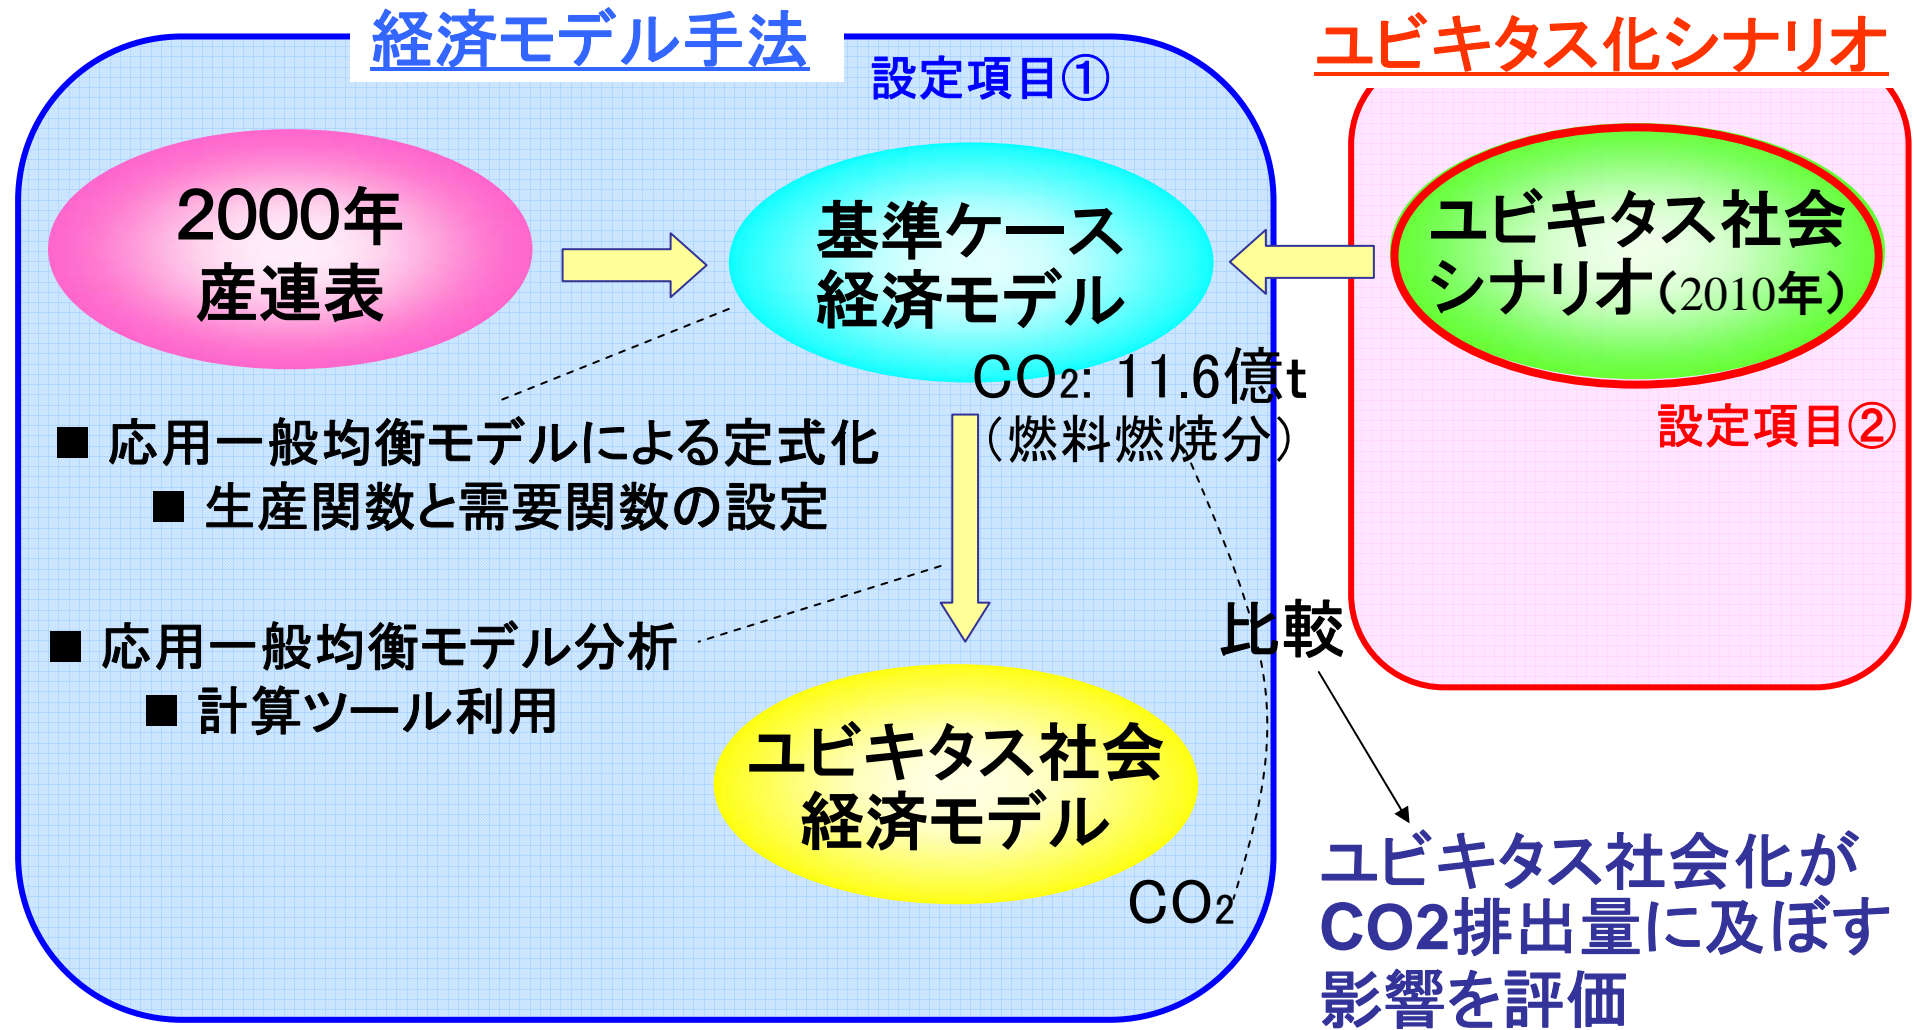 経済モデル手法
設定項目①
2000年
産連表
基準ケース
経済モデル
CO₂: 11.6億t
（燃料燃焼分）
■ 応用一般均衡モデルによる定式化
■ 生産関数と需要関数の設定
■ 応用一般均衡モデル分析
■ 計算ツール利用
ユビキタス社会
経済モデル
CO₂
ユビキタス化シナリオ
ユビキタス社会
シナリオ（2010年）
設定項目②
比較
ユビキタス社会化が
CO2排出量に及ぼす
影響を評価